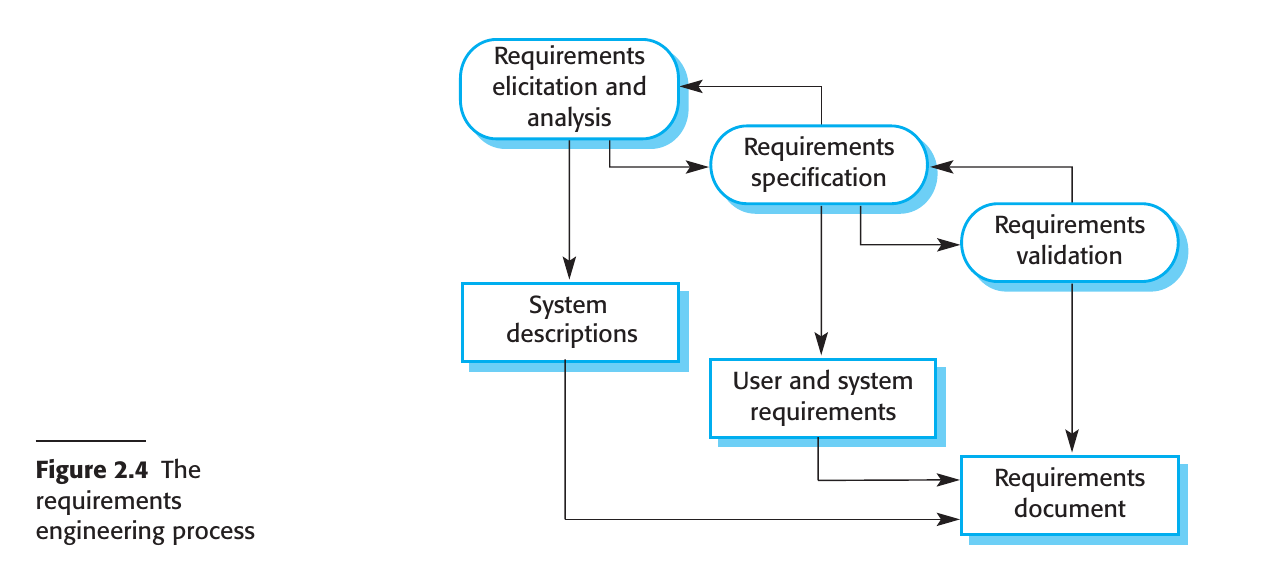 Requirements
elicitation and
analysis
Requirements
specification
Requirements
validation
System
descriptions
User and system
requirements
Requirements
document
Figure 2.4 The
requirements
engineering process